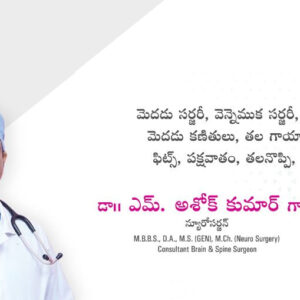 మెదడు సర్జరీ, వెన్నెముక సర్జరీ,
మెదడు కణితులు, తల గాయా
ఫిట్స్, పక్షవాతం, తలనొప్పి,
డా॥ ఎమ్. అశోక్ కుమార్ గా
న్యూరోసర్జన్
M.B.B.S., D.A., M.S. (GEN), M.Ch. (Neuro Surgery)
Consultant Brain & Spine Surgeon